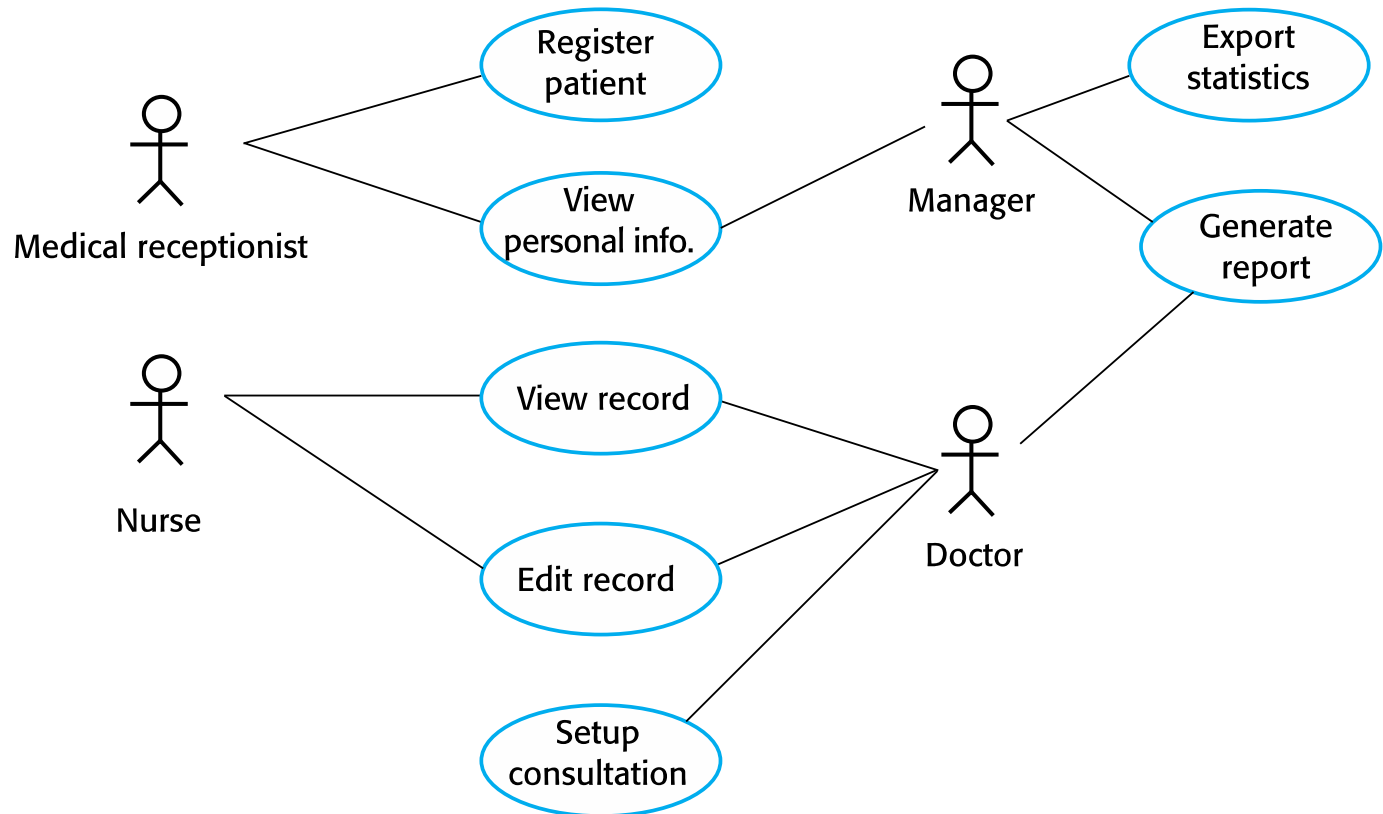 Register
patient
Export
statistics
Medical receptionist
View
personal info.
Manager
Generate
report
Nurse
View record
Edit record
Doctor
Setup
consultation